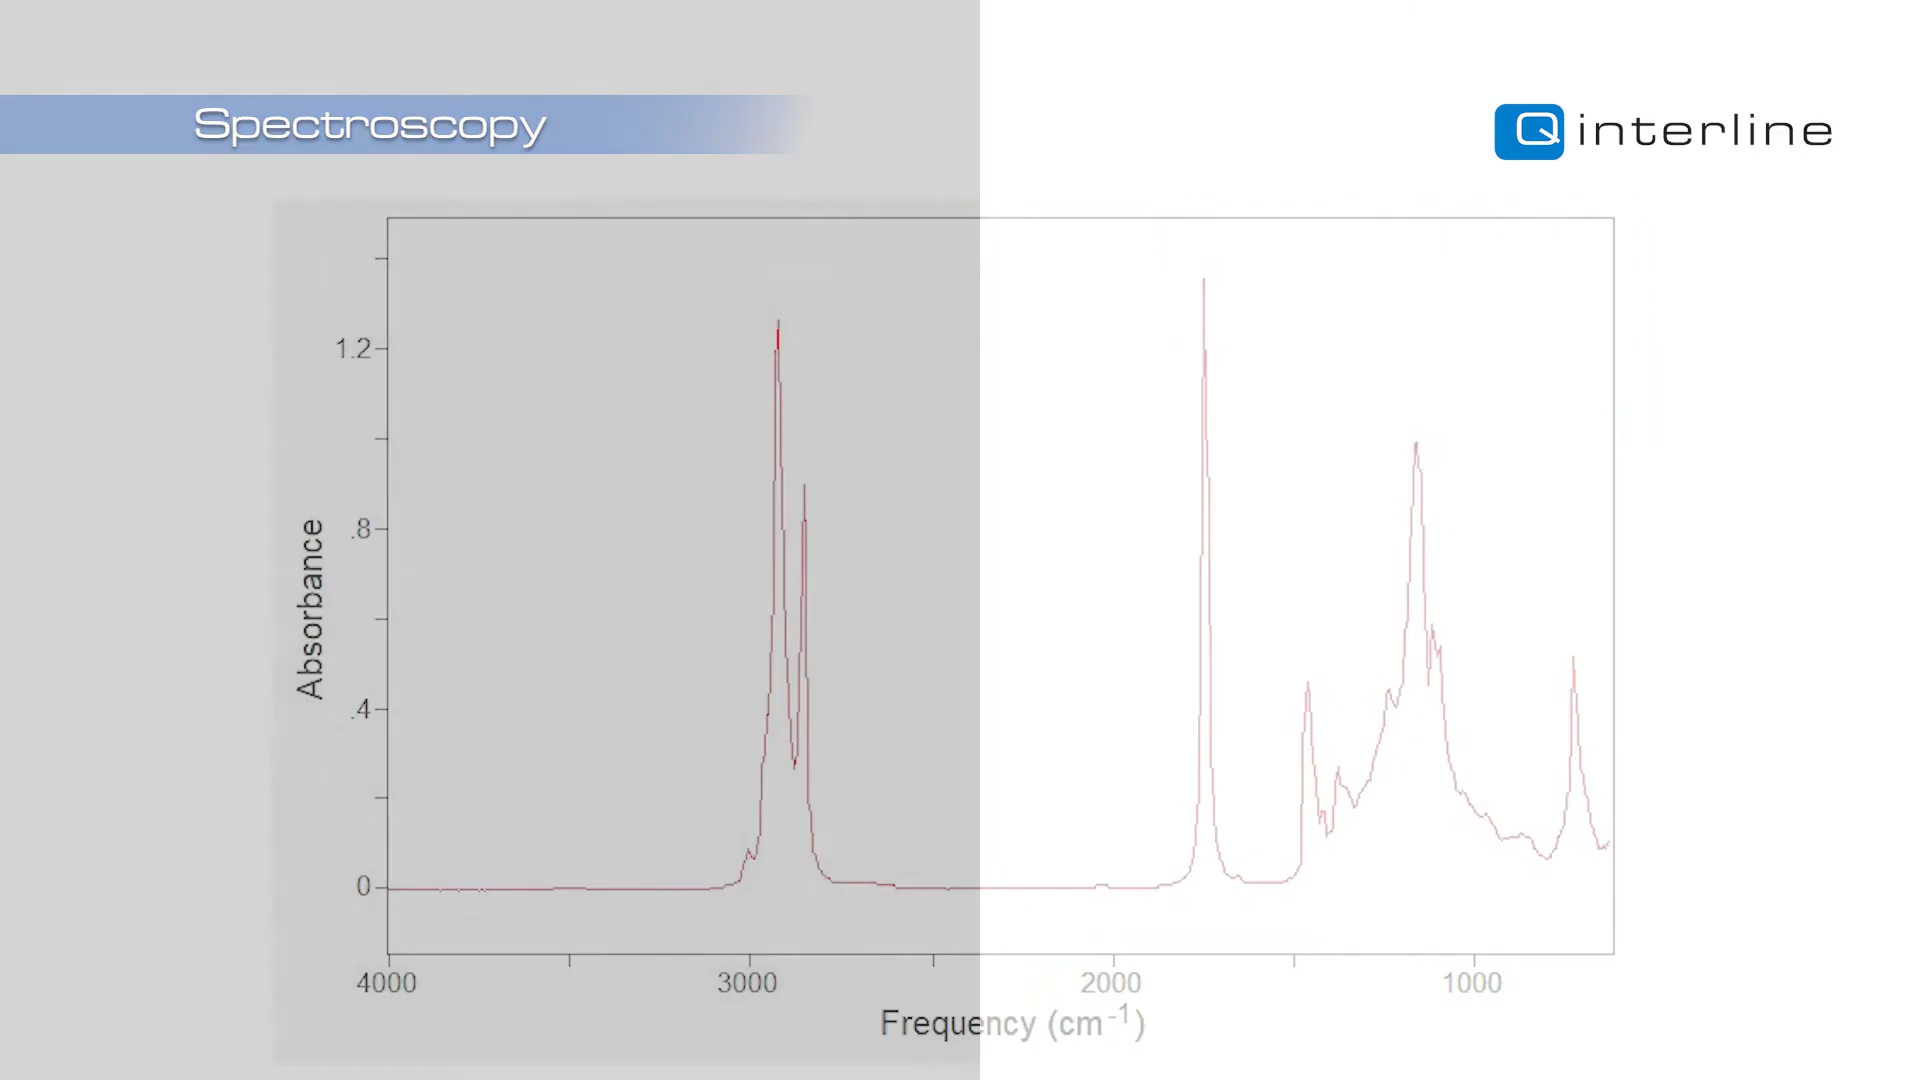 Spectroscopy
Q interline
1.2
.8
.4
0
Absorbance
4000 3000 2000 1000
Frequency (cm⁻¹)